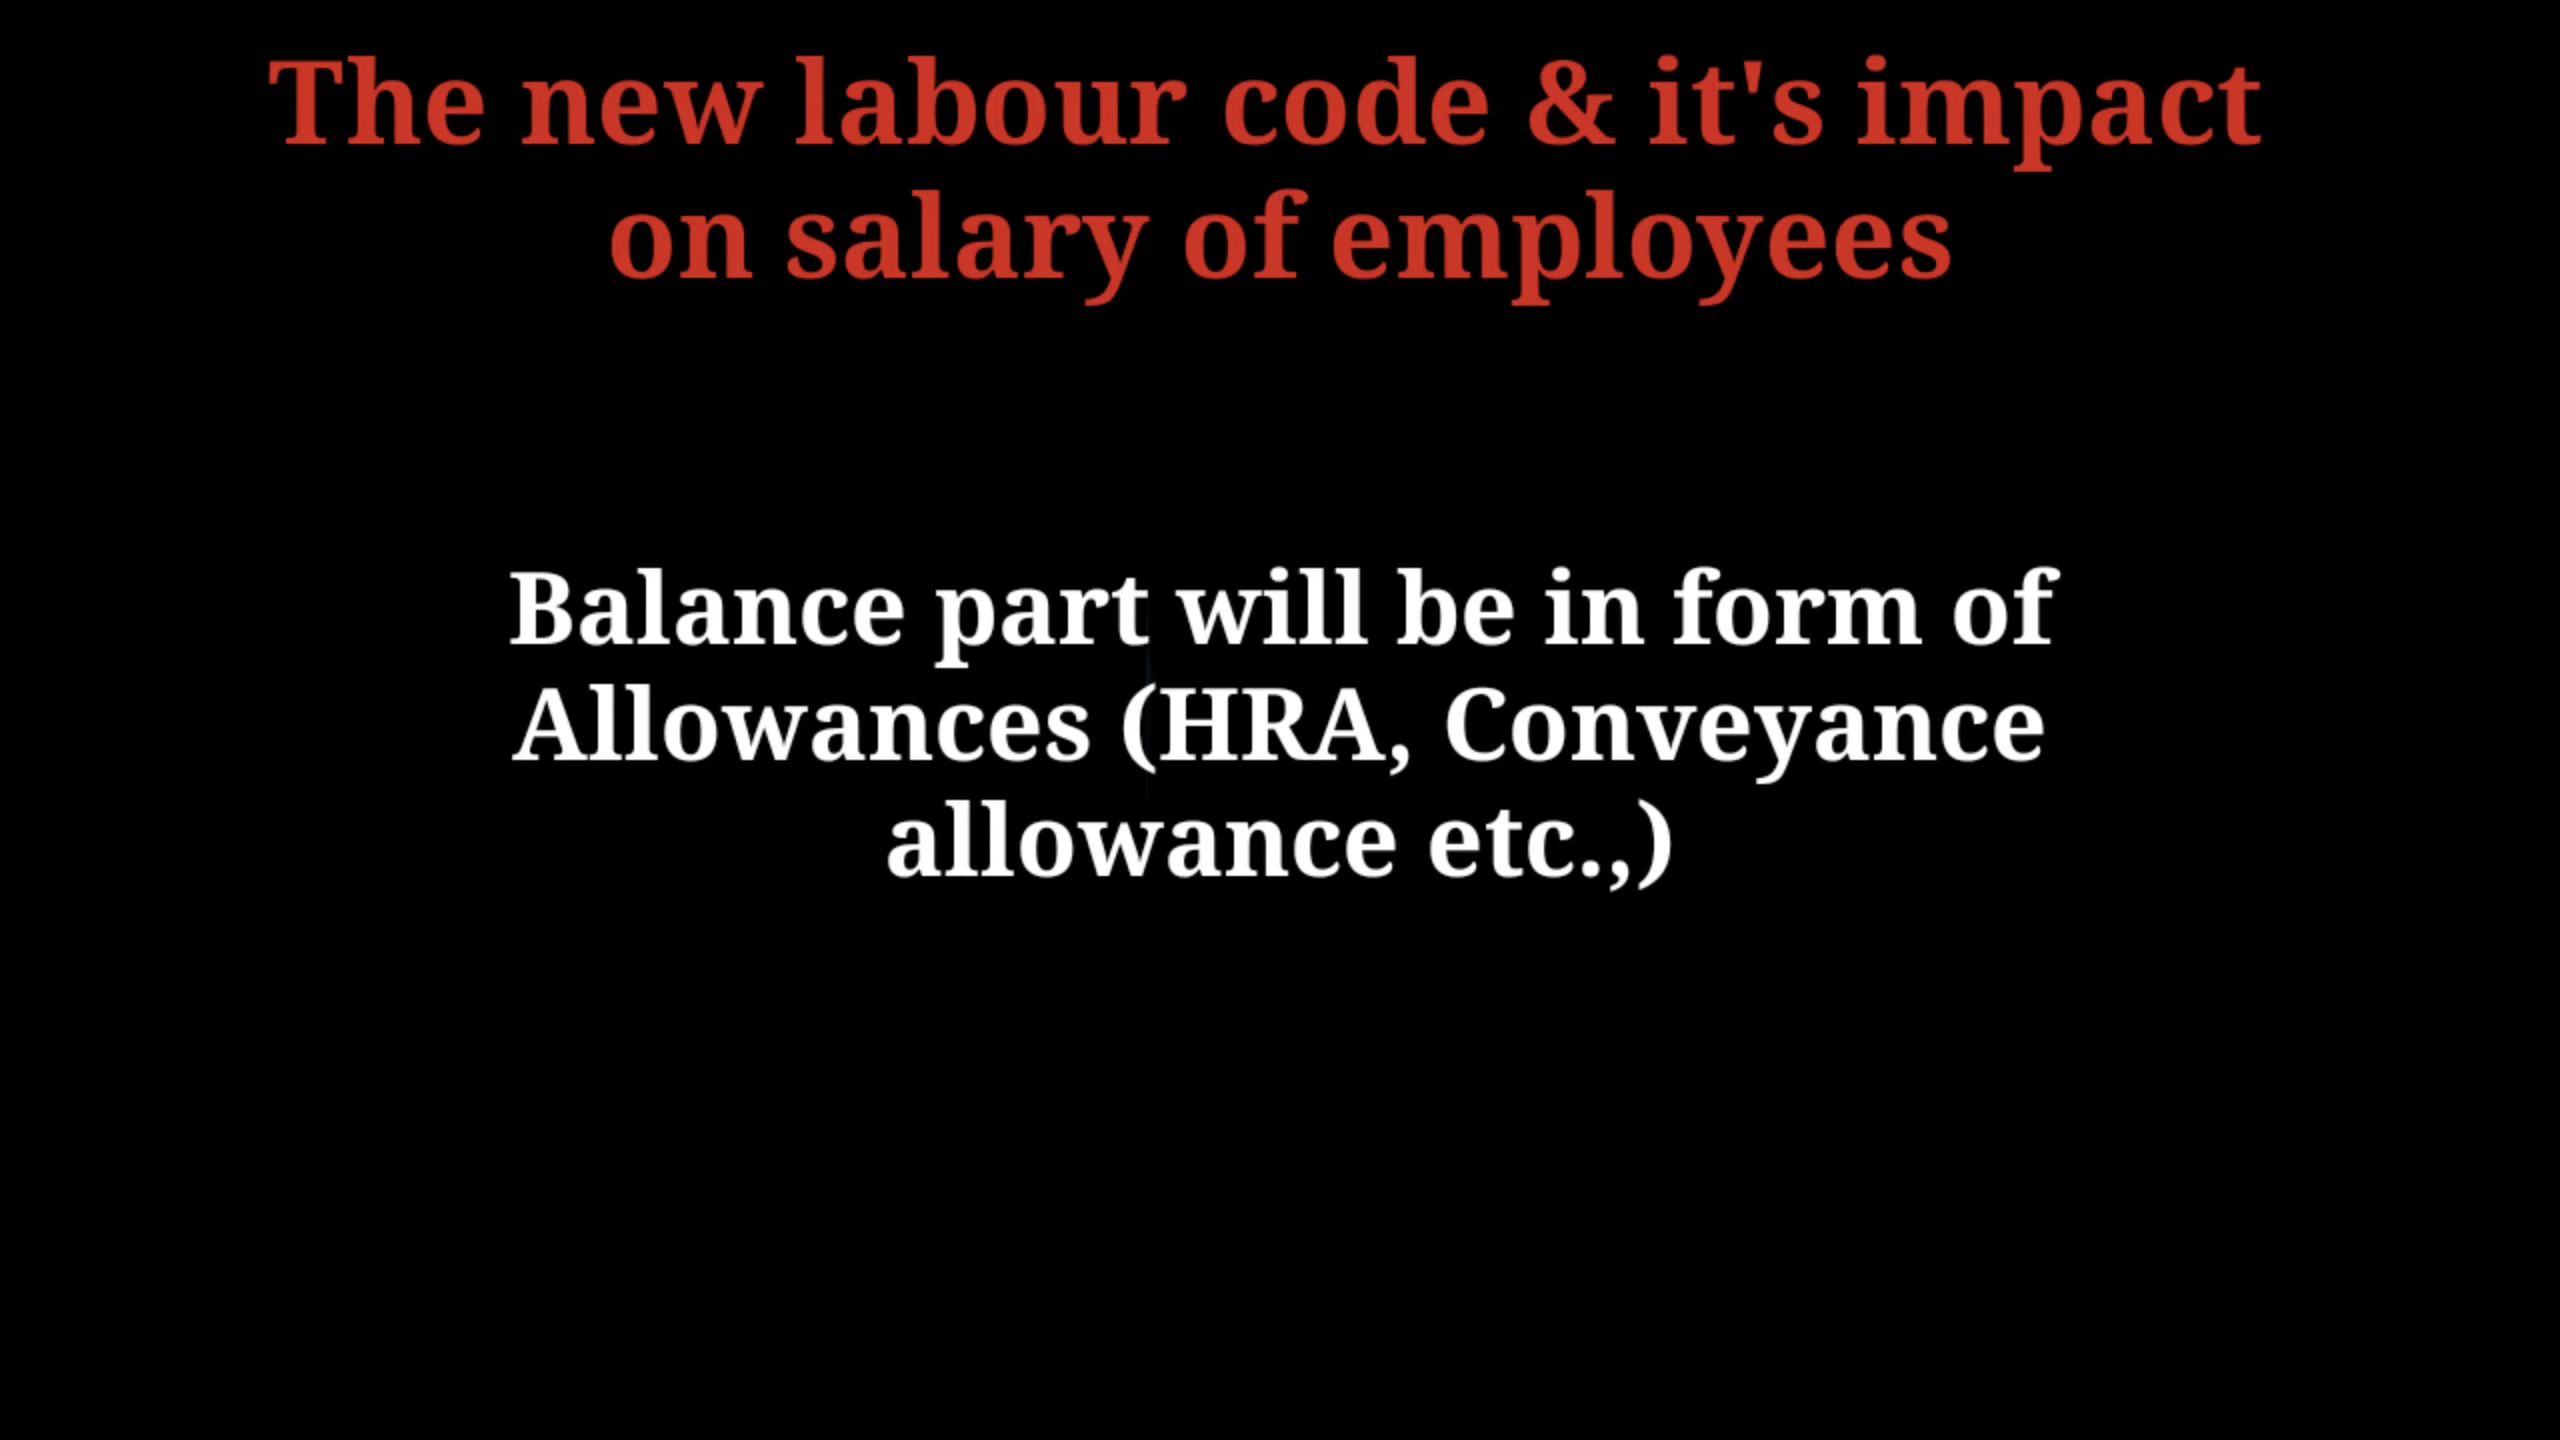 The new labour code & it's impact
on salary of employees
Balance part will be in form of
Allowances (HRA, Conveyance
allowance etc.,)